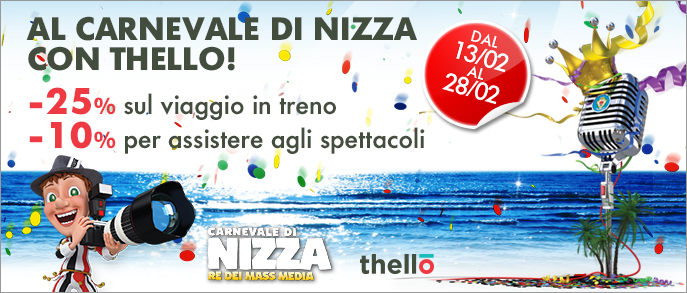 AL CARNEVALE DI NIZZA
CON THELLO!
-25% sul viaggio in treno
-10% per assistere agli spettacoli
DAL
13/02
AL
28/02
CARNEVALE DI
NIZZA
RE DEI MASS MEDIA
thello